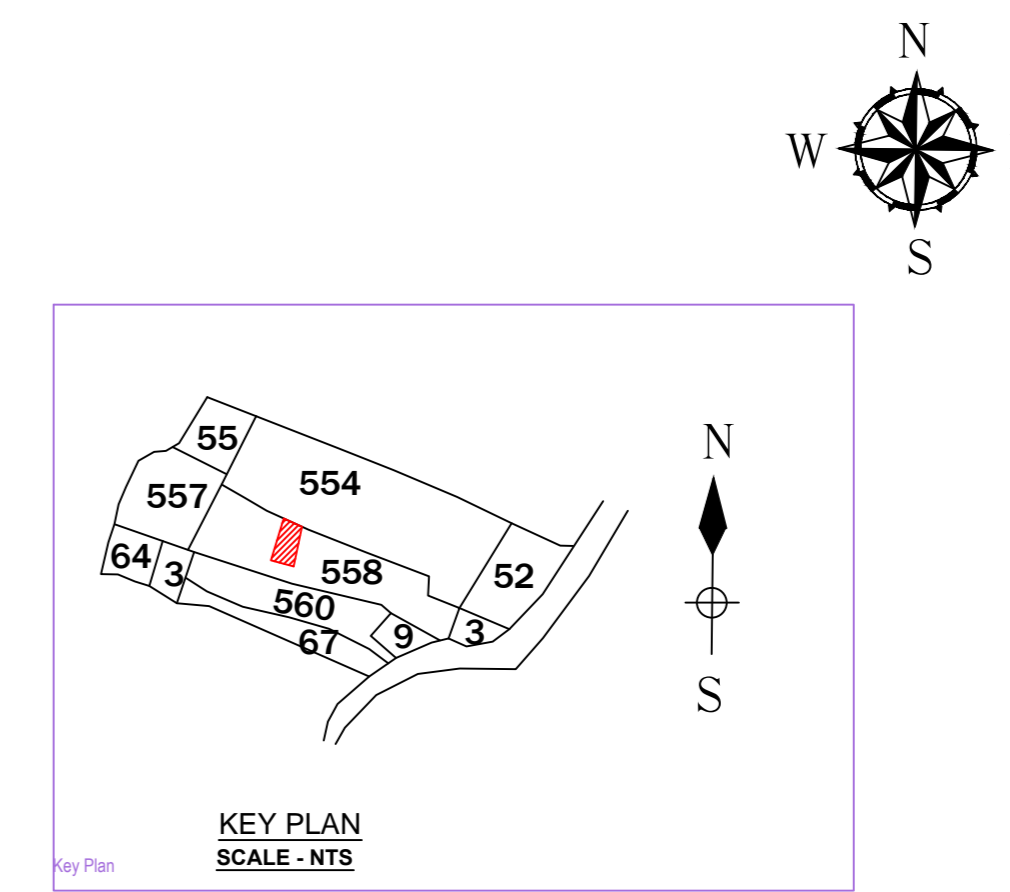 N
W
S
N
55
554
557
64
3
558
52
560
67
9
3
S
KEY PLAN
SCALE - NTS
Key Plan